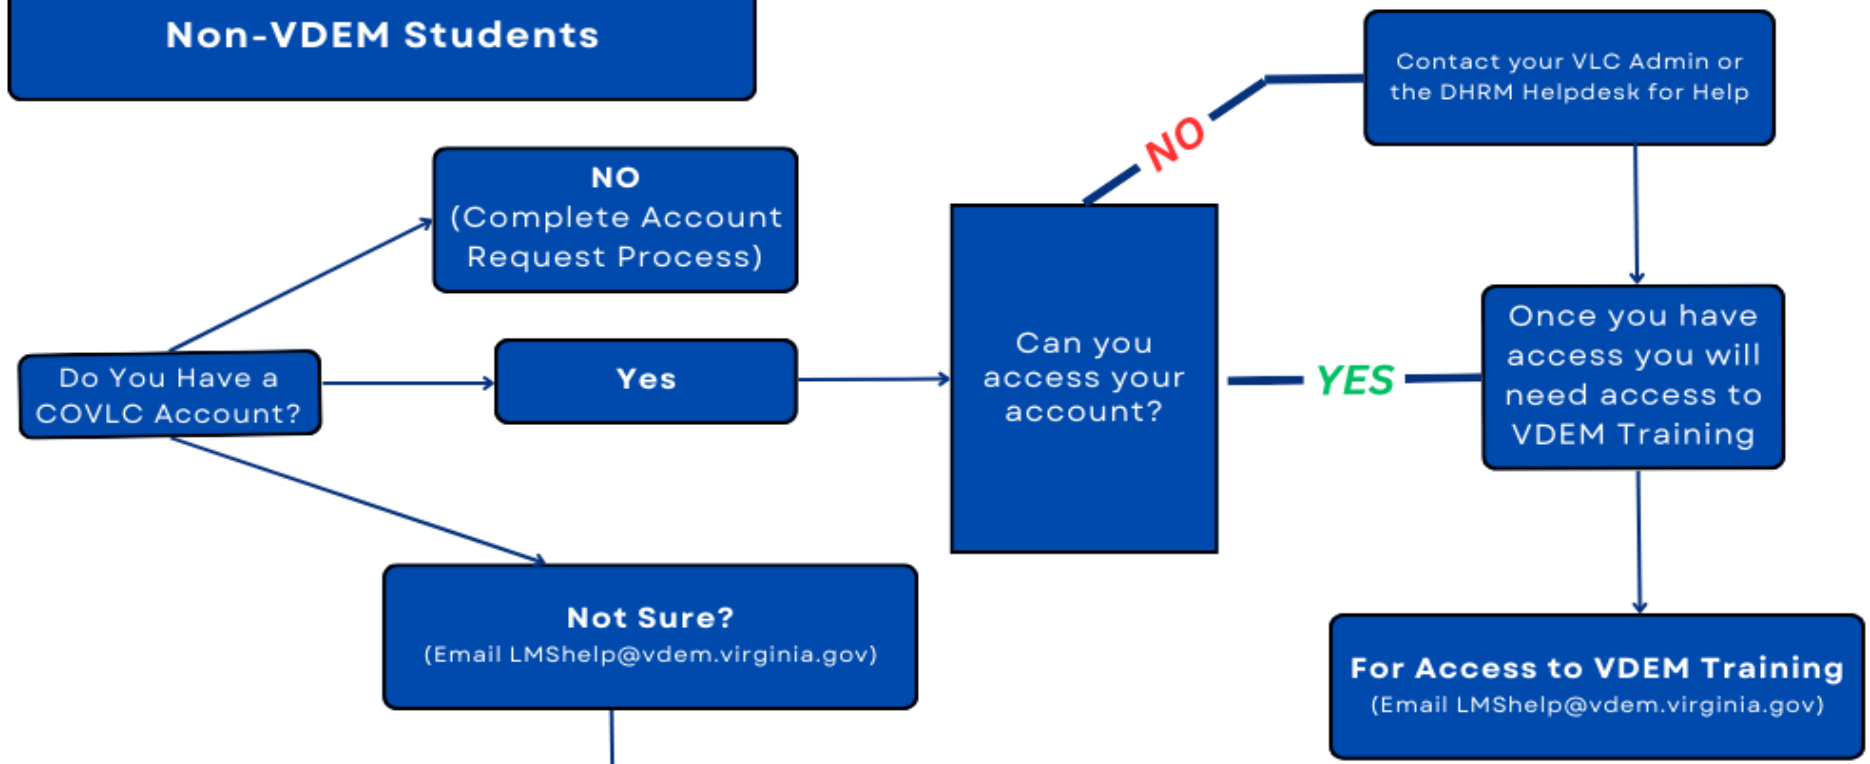 Non-VDEM Students
Contact your VLC Admin or
the DHRM Helpdesk for Help
NO
NO
(Complete Account
Request Process)
Do You Have a
COVLC Account?
Yes
Can you
access your
account?
YES
Once you have
access you will
need access to
VDEM Training
Not Sure?
(Email LMShelp@vdem.virginia.gov)
For Access to VDEM Training
(Email LMShelp@vdem.virginia.gov)